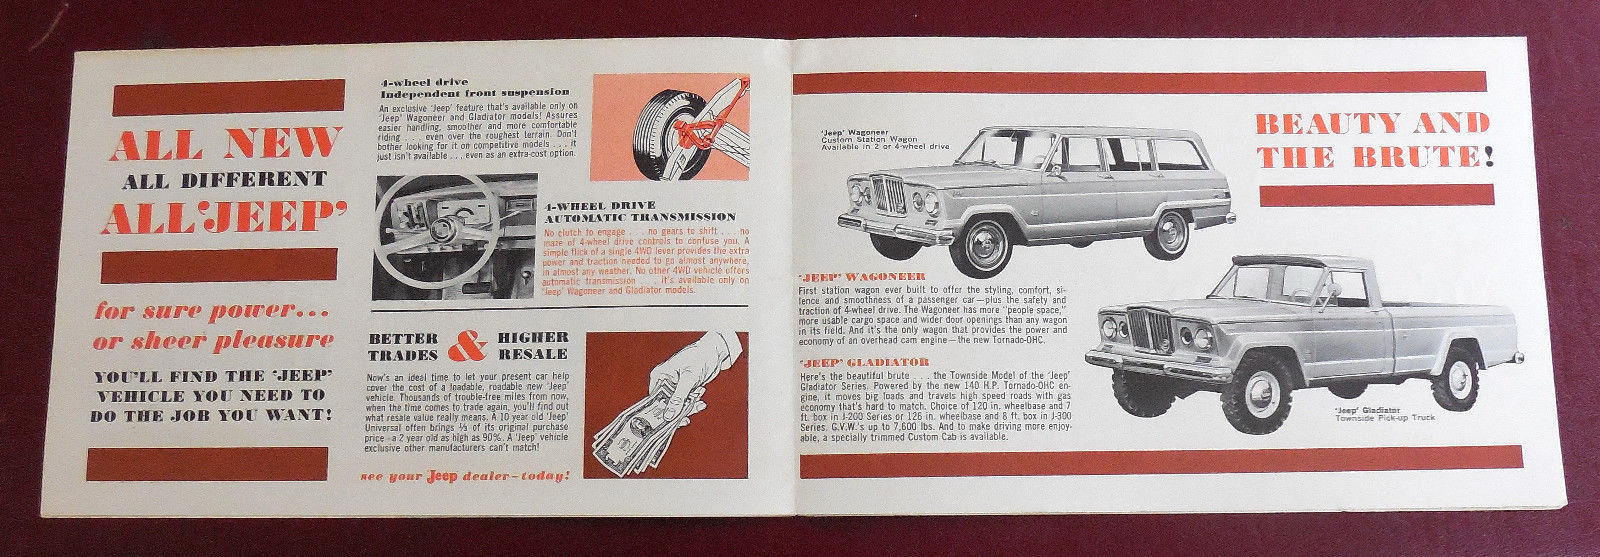 ALL NEW
ALL DIFFERENT
ALL 'JEEP'
for sure power...
or sheer pleasure
YOU'LL FIND THE 'JEEP'
VEHICLE YOU NEED TO
DO THE JOB YOU WANT!
4-wheel drive
Independent front suspension
An exclusive 'Jeep' feature that's available only on
'Jeep' Wagoneer and Gladiator models! Assures
easier handling, smoother and more comfortable
riding . . . even over the roughest terrain. Don't
bother looking for it on competitive models . . . it
just isn't available . . . even as an extra-cost option.
4-WHEEL DRIVE
AUTOMATIC TRANSMISSION
No clutch to engage . . . no gears to shift . . . no
maze of 4-wheel drive controls to confuse you. A
simple flick of a single 4WD lever provides the extra
power and traction needed to go almost anywhere,
in almost any weather. No other 4WD vehicle offers
automatic transmission . . . it's available only on
'Jeep' Wagoneer and Gladiator models.
BETTER
TRADES
&
HIGHER
RESALE
Now's an ideal time to let your present car help
cover the cost of a loadable, roadable new 'Jeep'
vehicle. Thousands of trouble-free miles from now,
when the time comes to trade again, you'll find out
what resale value really means. A 10 year old 'Jeep'
Universal often brings ⅓ of its original purchase
price - a 2 year old as high as 90%. A 'Jeep' vehicle
exclusive other manufacturers can't match!
see your Jeep dealer - today!
'Jeep' Wagoneer
Custom Station Wagon
Available in 2 or 4-wheel drive
BEAUTY AND
THE BRUTE!
'JEEP' WAGONEER
First station wagon ever built to offer the styling, comfort, si-
lence and smoothness of a passenger car—plus the safety and
traction of 4-wheel drive. The Wagoneer has more "people space,"
more usable cargo space and wider door openings than any wagon
in its field. And it's the only wagon that provides the power and
economy of an overhead cam engine—the new Tornado-OHC.
'JEEP' GLADIATOR
Here's the beautiful brute . . . the Townside Model of the 'Jeep'
Gladiator Series. Powered by the new 140 H.P. Tornado-OHC en-
gine, it moves big loads and travels high speed roads with gas
economy that's hard to match. Choice of 120 in. wheelbase and 7
ft. box in J-200 Series or 126 in. wheelbase and 8 ft. box in J-300
Series. G.V.W.'s up to 7,600 lbs. And to make driving more enjoy-
able, a specially trimmed Custom Cab is available.
'Jeep' Gladiator
Townside Pick-up Truck